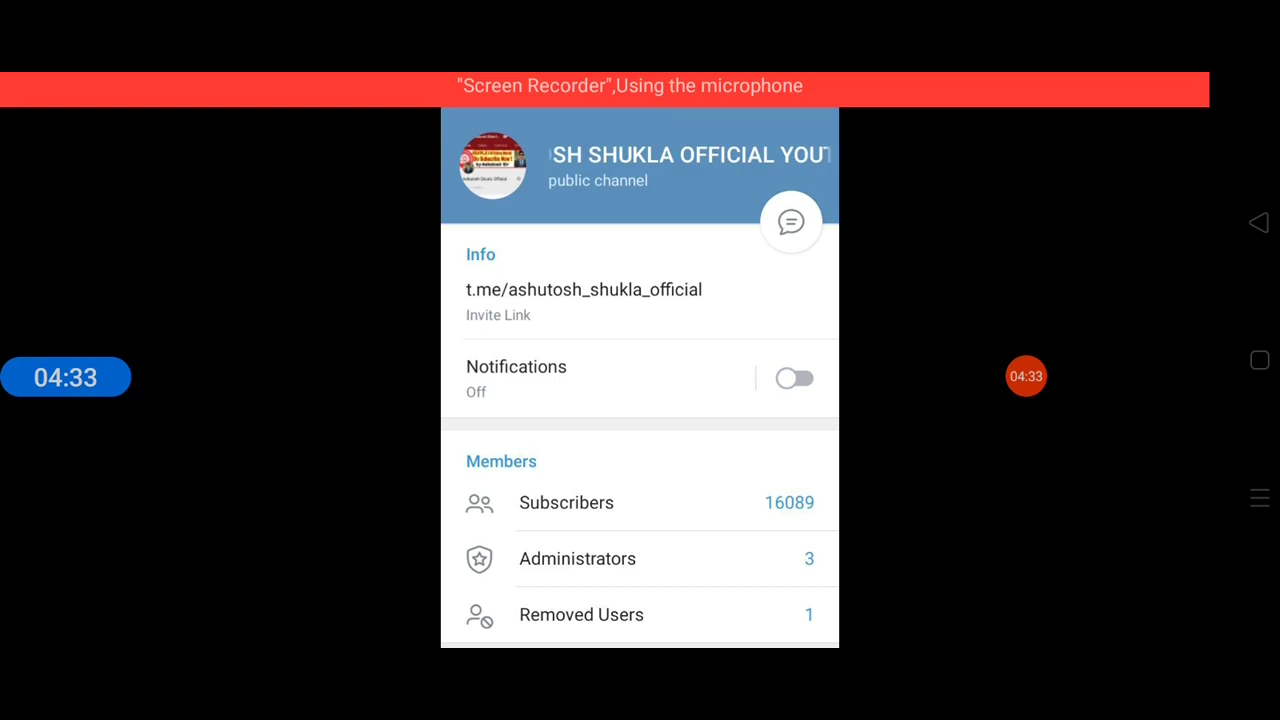 "Screen Recorder",Using the microphone
SH SHUKLA OFFICIAL YOUT
public channel
Info
t.me/ashutosh_shukla_official
Invite Link
Notifications
Off
04:33
04:33
Members
Subscribers 16089
Administrators 3
Removed Users 1